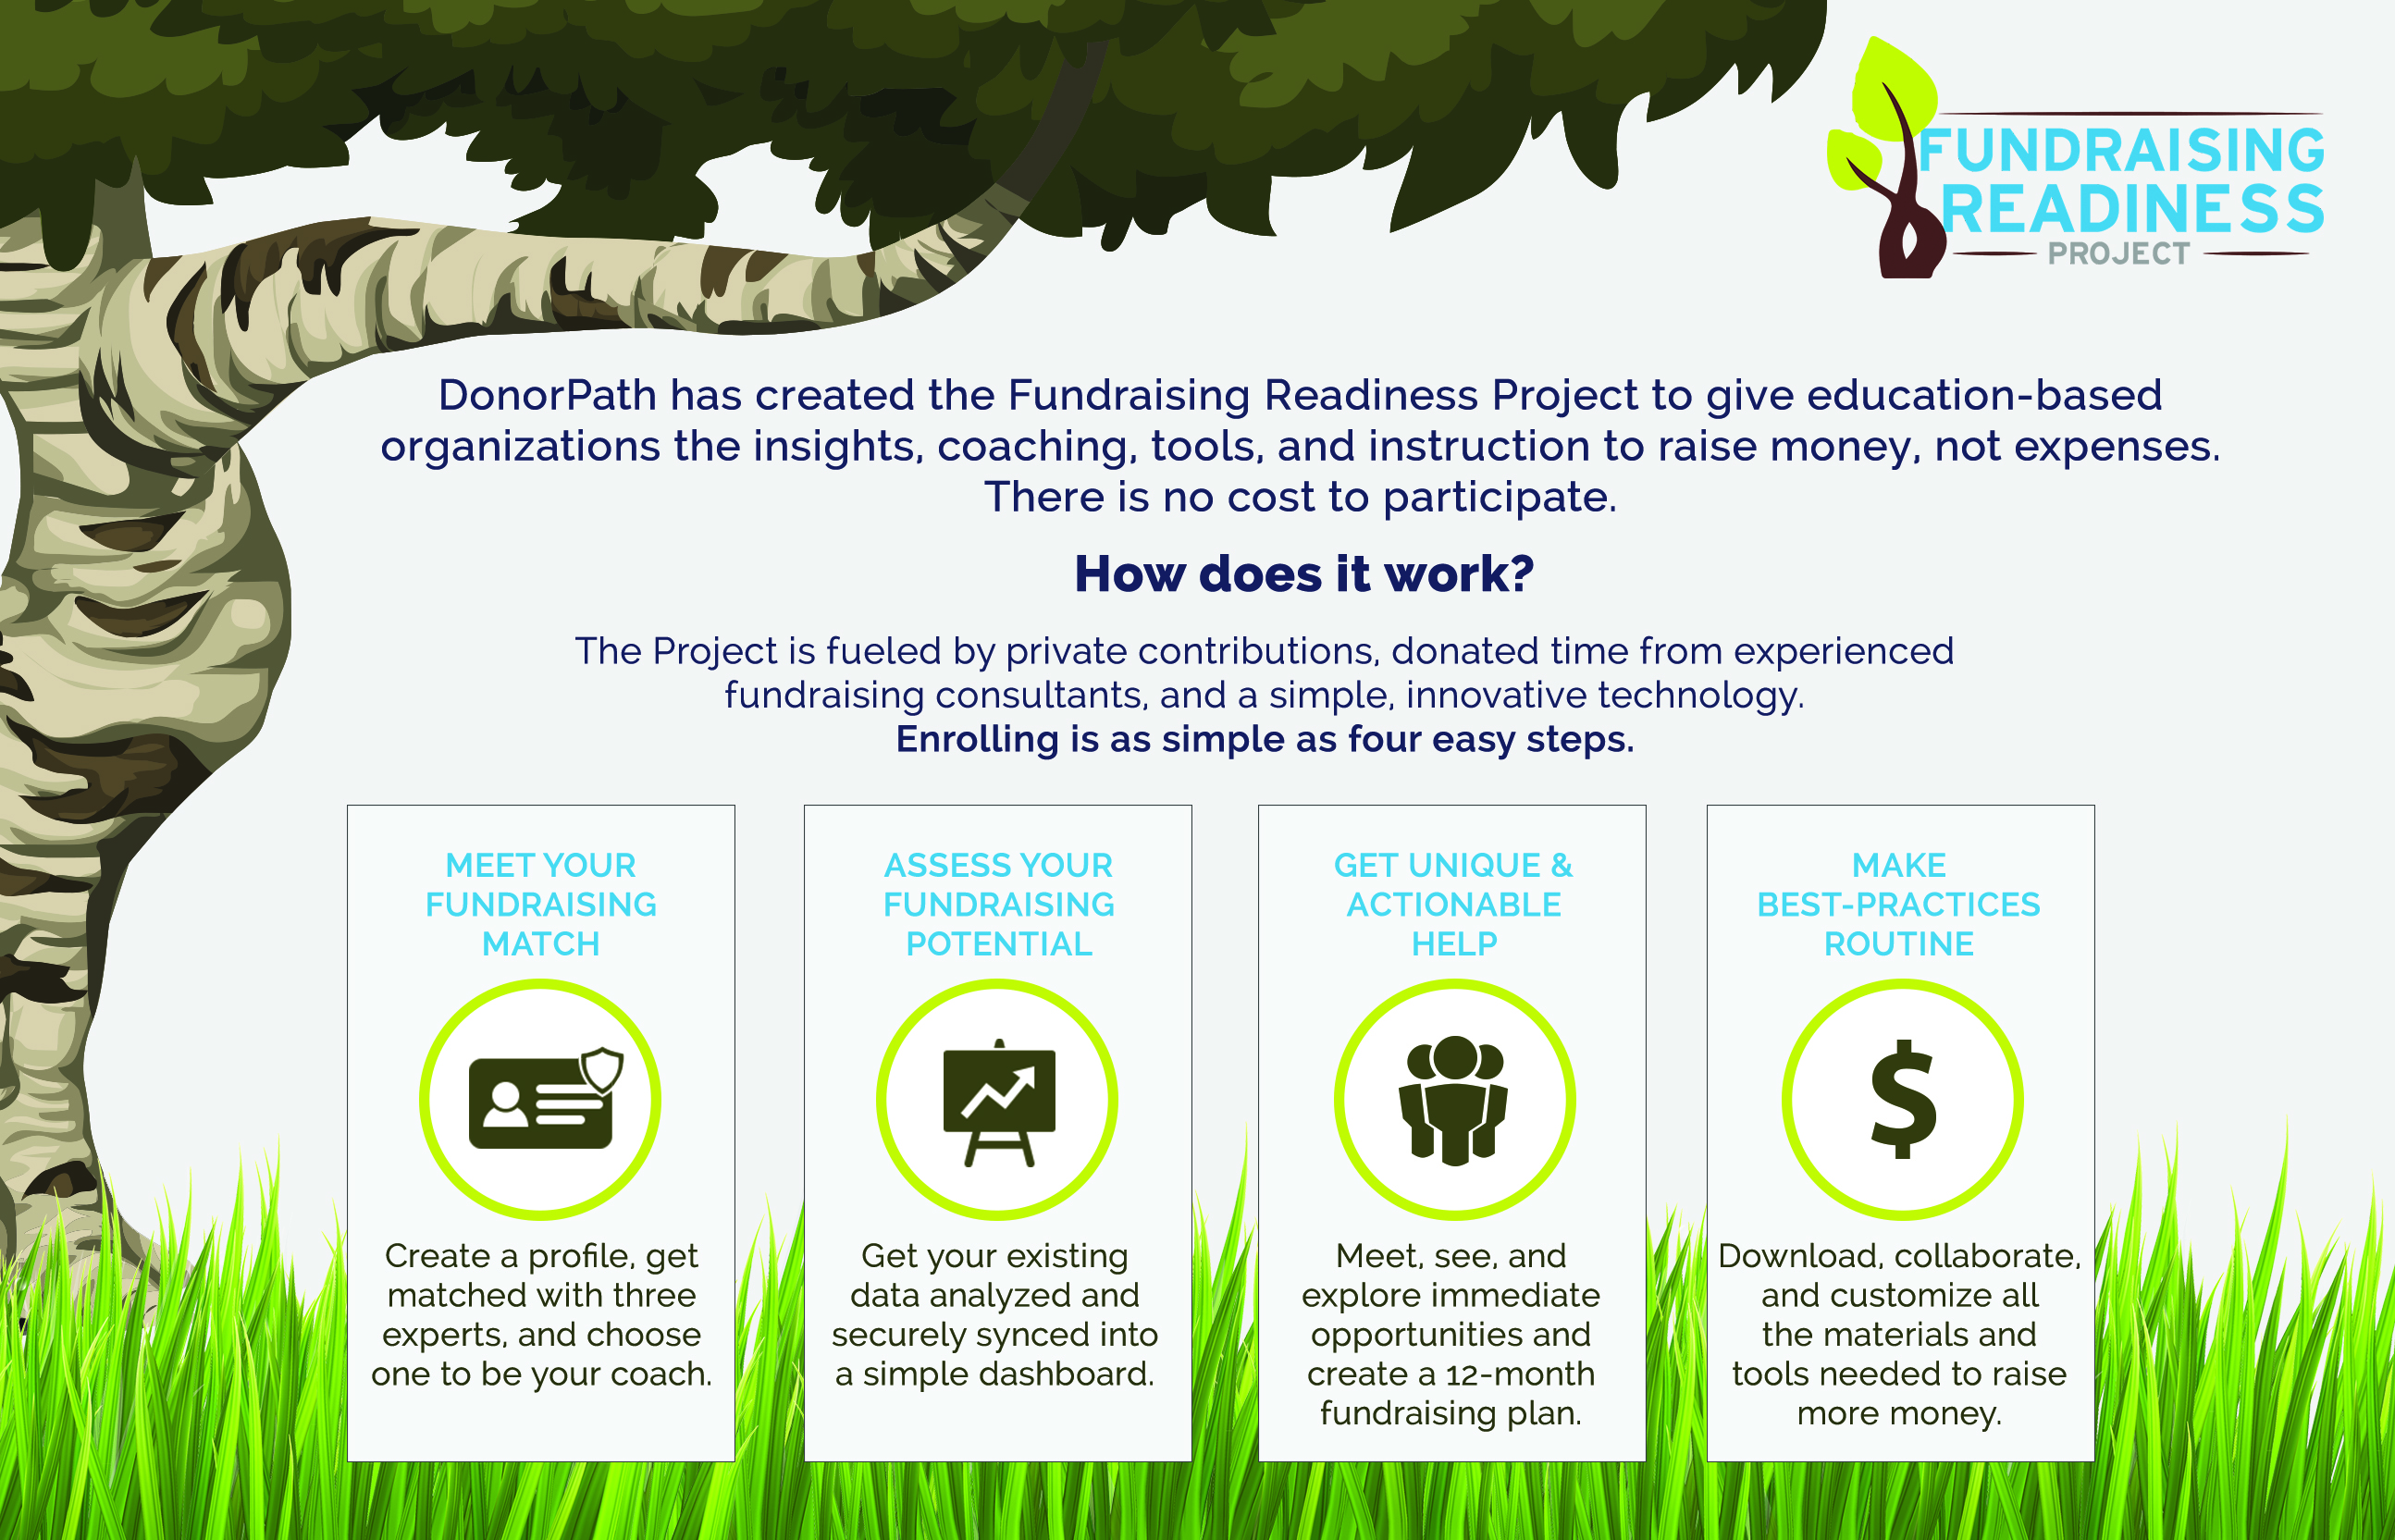 FUNDRAISING
READINESS
PROJECT
DonorPath has created the Fundraising Readiness Project to give education-based
organizations the insights, coaching, tools, and instruction to raise money, not expenses.
There is no cost to participate.
How does it work?
The Project is fueled by private contributions, donated time from experienced
fundraising consultants, and a simple, innovative technology.
Enrolling is as simple as four easy steps.
MEET YOUR
FUNDRAISING
MATCH
Create a profile, get
matched with three
experts, and choose
one to be your coach.
ASSESS YOUR
FUNDRAISING
POTENTIAL
Get your existing
data analyzed and
securely synced into
a simple dashboard.
GET UNIQUE &
ACTIONABLE
HELP
Meet, see, and
explore immediate
opportunities and
create a 12-month
fundraising plan.
MAKE
BEST-PRACTICES
ROUTINE
$
Download, collaborate,
and customize all
the materials and
tools needed to raise
more money.